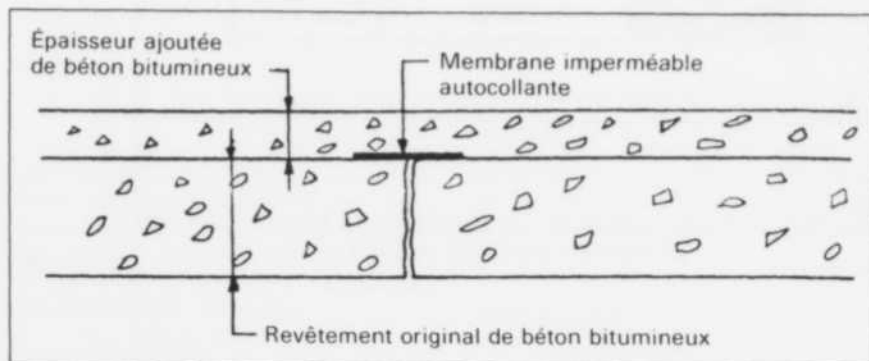 Épaisseur ajoutée
de béton bitumineux
Membrane imperméable
autocollante
Revêtement original de béton bitumineux